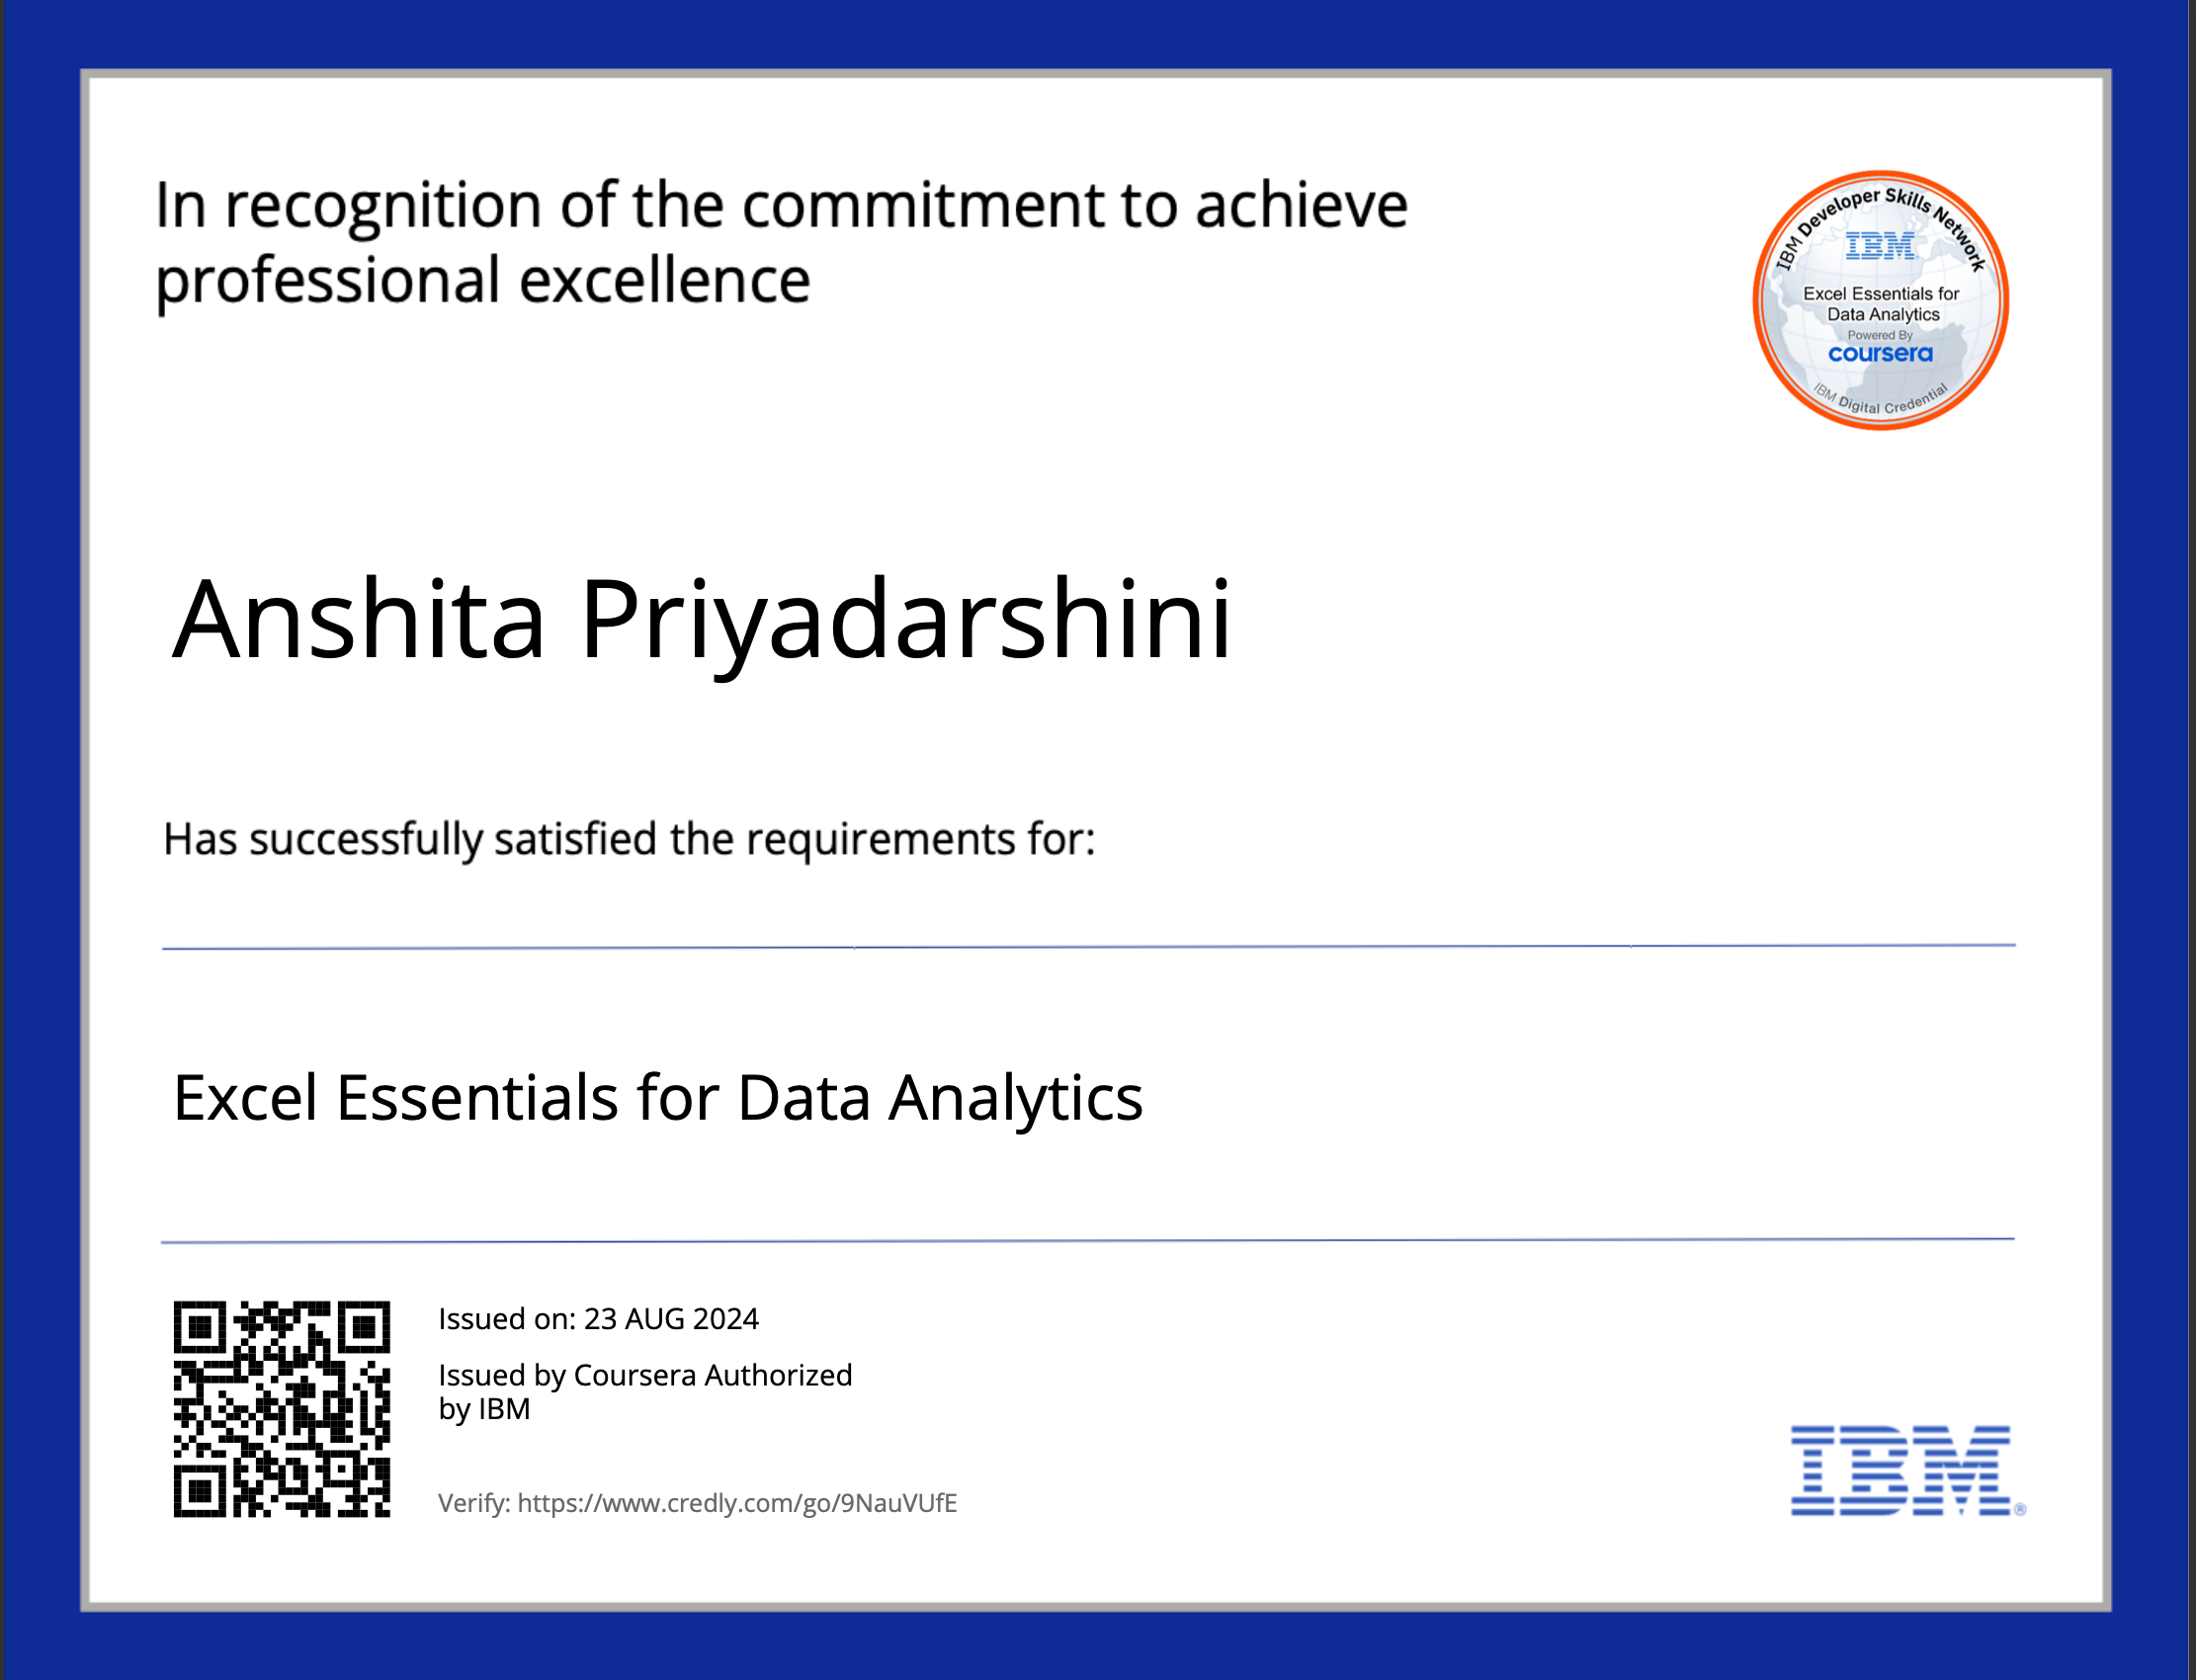 In recognition of the commitment to achieve
professional excellence
IBM Developer Skills Network
IBM
Excel Essentials for
Data Analytics
Powered By
coursera
IBM Digital Credential
Anshita Priyadarshini
Has successfully satisfied the requirements for:
Excel Essentials for Data Analytics
Issued on: 23 AUG 2024
Issued by Coursera Authorized
by IBM
Verify: https://www.credly.com/go/9NauVUfE
IBM®